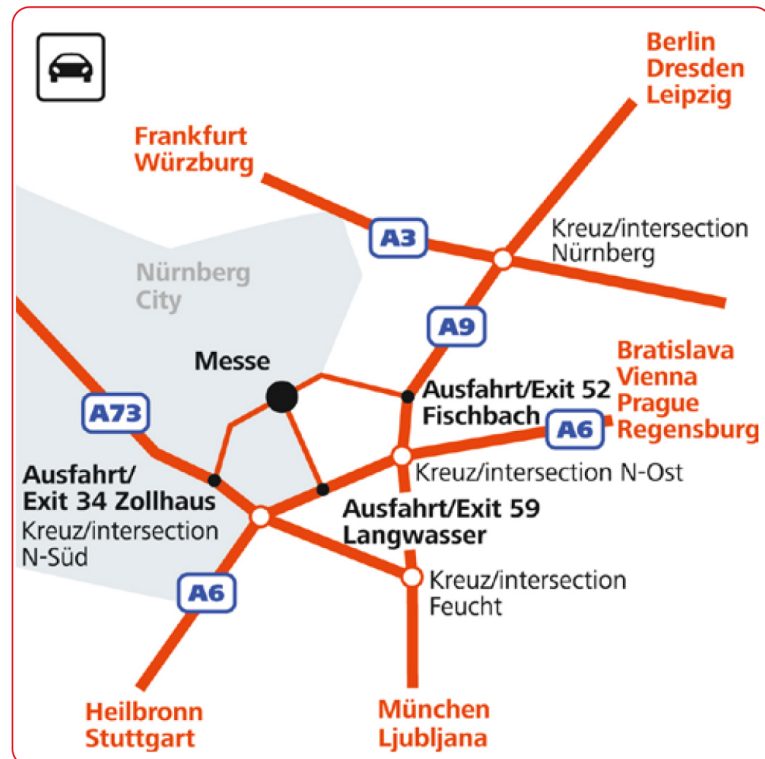 Berlin
Dresden
Leipzig
Frankfurt
Würzburg
A3
Kreuz/intersection
Nürnberg
Nürnberg
City
A9
Messe
Bratislava
Vienna
Prague
Regensburg
Ausfahrt/Exit 52
Fischbach
A6
A73
Kreuz/intersection N-Ost
Ausfahrt/
Exit 34 Zollhaus
Kreuz/intersection
N-Süd
Ausfahrt/Exit 59
Langwasser
A6
Kreuz/intersection
Feucht
Heilbronn
Stuttgart
München
Ljubljana